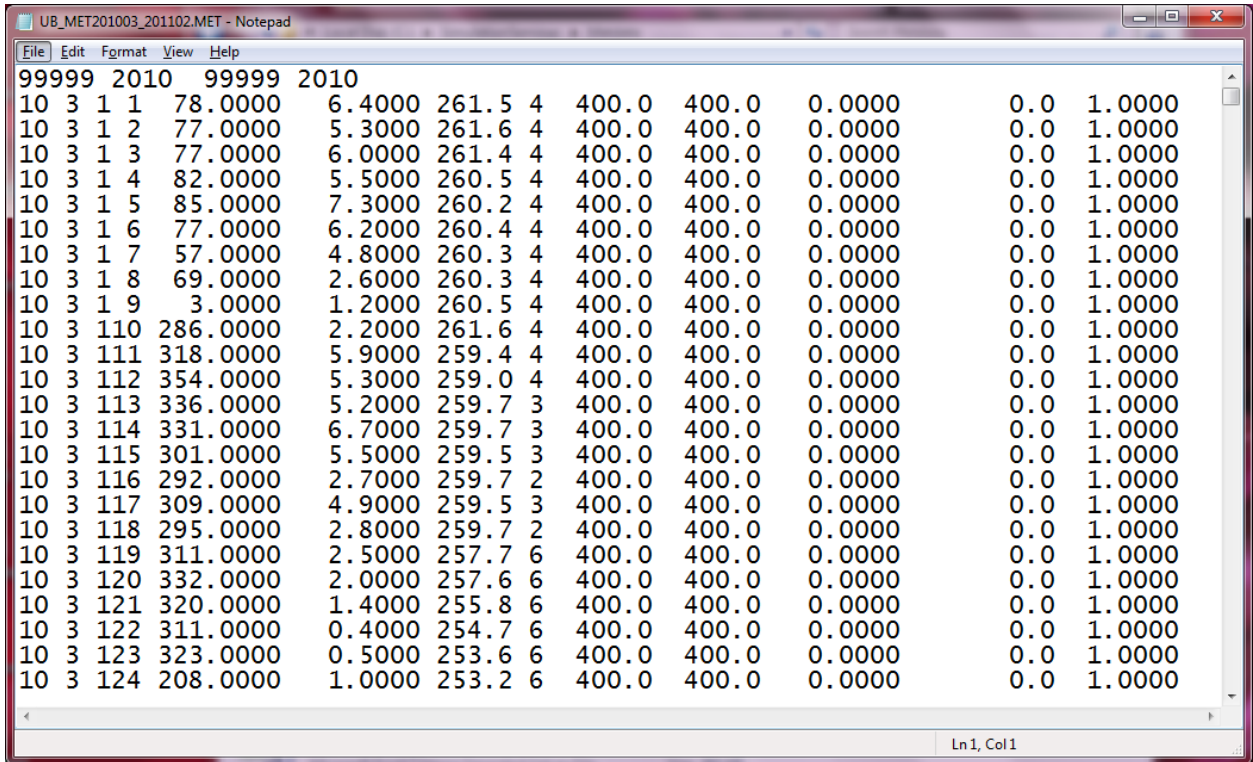 UB_MET201003_201102.MET - Notepad
File Edit Format View Help
99999 2010  99999 2010
10 3 1 1  78.0000   6.4000 261.5 4  400.0  400.0   0.0000       0.0  1.0000
10 3 1 2  77.0000   5.3000 261.6 4  400.0  400.0   0.0000       0.0  1.0000
10 3 1 3  77.0000   6.0000 261.4 4  400.0  400.0   0.0000       0.0  1.0000
10 3 1 4  82.0000   5.5000 260.5 4  400.0  400.0   0.0000       0.0  1.0000
10 3 1 5  85.0000   7.3000 260.2 4  400.0  400.0   0.0000       0.0  1.0000
10 3 1 6  77.0000   6.2000 260.4 4  400.0  400.0   0.0000       0.0  1.0000
10 3 1 7  57.0000   4.8000 260.3 4  400.0  400.0   0.0000       0.0  1.0000
10 3 1 8  69.0000   2.6000 260.3 4  400.0  400.0   0.0000       0.0  1.0000
10 3 1 9   3.0000   1.2000 260.5 4  400.0  400.0   0.0000       0.0  1.0000
10 3 110 286.0000   2.2000 261.6 4  400.0  400.0   0.0000       0.0  1.0000
10 3 111 318.0000   5.9000 259.4 4  400.0  400.0   0.0000       0.0  1.0000
10 3 112 354.0000   5.3000 259.0 4  400.0  400.0   0.0000       0.0  1.0000
10 3 113 336.0000   5.2000 259.7 3  400.0  400.0   0.0000       0.0  1.0000
10 3 114 331.0000   6.7000 259.7 3  400.0  400.0   0.0000       0.0  1.0000
10 3 115 301.0000   5.5000 259.5 3  400.0  400.0   0.0000       0.0  1.0000
10 3 116 292.0000   2.7000 259.7 2  400.0  400.0   0.0000       0.0  1.0000
10 3 117 309.0000   4.9000 259.5 3  400.0  400.0   0.0000       0.0  1.0000
10 3 118 295.0000   2.8000 259.7 2  400.0  400.0   0.0000       0.0  1.0000
10 3 119 311.0000   2.5000 257.7 6  400.0  400.0   0.0000       0.0  1.0000
10 3 120 332.0000   2.0000 257.6 6  400.0  400.0   0.0000       0.0  1.0000
10 3 121 320.0000   1.4000 255.8 6  400.0  400.0   0.0000       0.0  1.0000
10 3 122 311.0000   0.4000 254.7 6  400.0  400.0   0.0000       0.0  1.0000
10 3 123 323.0000   0.5000 253.6 6  400.0  400.0   0.0000       0.0  1.0000
10 3 124 208.0000   1.0000 253.2 6  400.0  400.0   0.0000       0.0  1.0000
Ln 1, Col 1